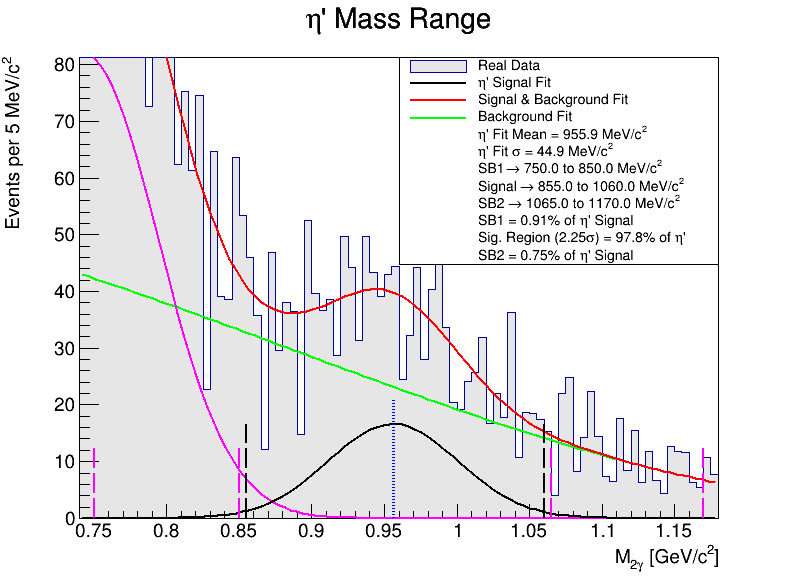 η' Mass Range
Events per 5 MeV/c²
80
70
60
50
40
30
20
10
0
Real Data
η' Signal Fit
Signal & Background Fit
Background Fit
η' Fit Mean = 955.9 MeV/c²
η' Fit σ = 44.9 MeV/c²
SB1 → 750.0 to 850.0 MeV/c²
Signal → 855.0 to 1060.0 MeV/c²
SB2 → 1065.0 to 1170.0 MeV/c²
SB1 = 0.91% of η' Signal
Sig. Region (2.25σ) = 97.8% of η'
SB2 = 0.75% of η' Signal
0.75 0.8 0.85 0.9 0.95 1 1.05 1.1 1.15
M₂γ [GeV/c²]